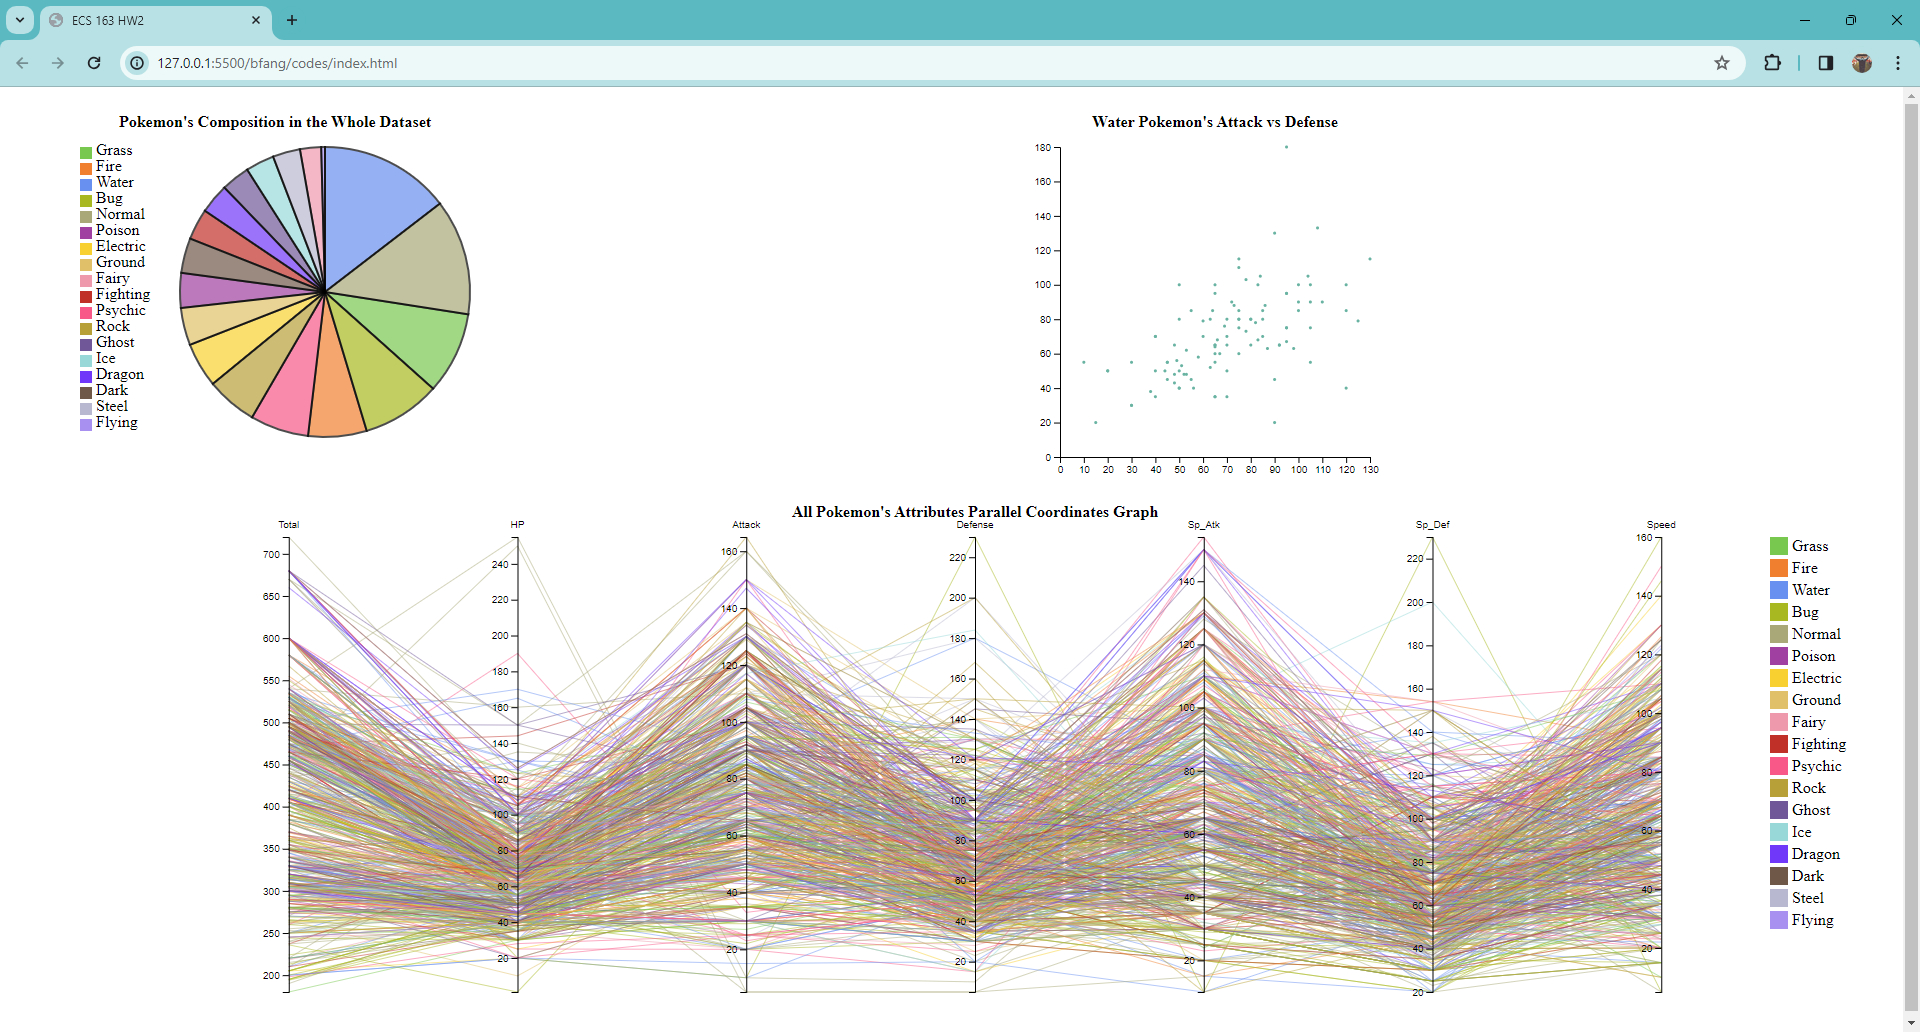 ECS 163 HW2
127.0.0.1:5500/bfang/codes/index.html
Pokemon's Composition in the Whole Dataset
Grass
Fire
Water
Bug
Normal
Poison
Electric
Ground
Fairy
Fighting
Psychic
Rock
Ghost
Ice
Dragon
Dark
Steel
Flying
Water Pokemon's Attack vs Defense
180
160
140
120
100
80
60
40
20
0
0 10 20 30 40 50 60 70 80 90 100 110 120 130
All Pokemon's Attributes Parallel Coordinates Graph
Total HP Attack Defense Sp_Atk Sp_Def Speed
700
650
600
550
500
450
400
350
300
250
200
240
220
200
180
160
140
120
100
80
60
40
20
160
140
120
100
80
60
40
20
220
200
180
160
140
120
100
80
60
40
20
140
120
100
80
60
40
20
220
200
180
160
140
120
100
80
60
40
20
160
140
120
100
80
60
40
20
Grass
Fire
Water
Bug
Normal
Poison
Electric
Ground
Fairy
Fighting
Psychic
Rock
Ghost
Ice
Dragon
Dark
Steel
Flying